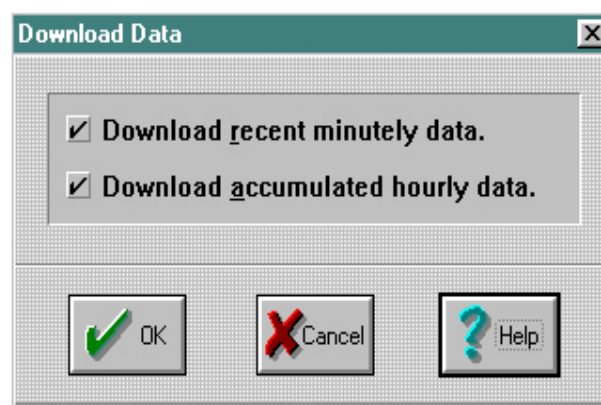 Download Data
Download recent minutely data.
Download accumulated hourly data.
OK Cancel Help